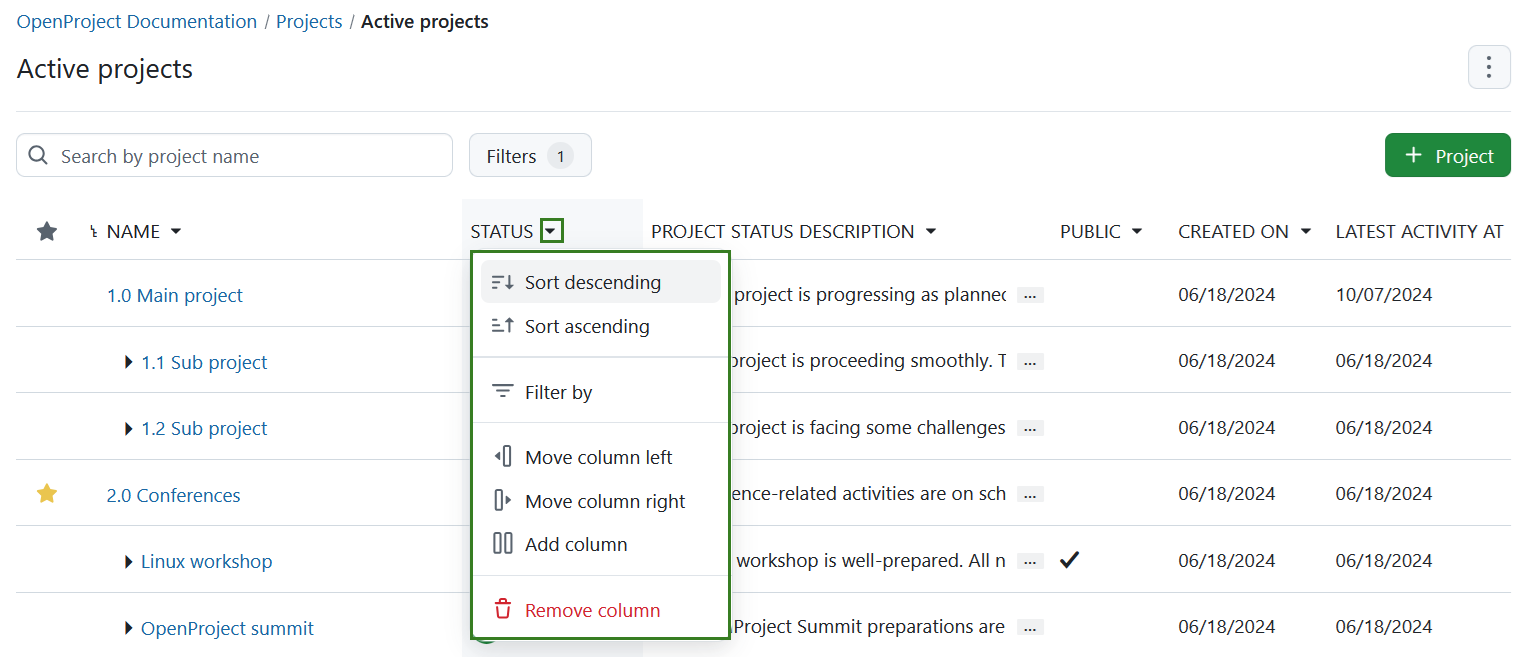 OpenProject Documentation / Projects / Active projects
Active projects
Search by project name
Filters 1
+ Project
NAME STATUS PROJECT STATUS DESCRIPTION PUBLIC CREATED ON LATEST ACTIVITY AT
Sort descending
1.0 Main project project is progressing as planned ... 06/18/2024 10/07/2024
Sort ascending
1.1 Sub project project is proceeding smoothly. T ... 06/18/2024 06/18/2024
Filter by
1.2 Sub project project is facing some challenges ... 06/18/2024 06/18/2024
Move column left
2.0 Conferences ence-related activities are on sch ... 06/18/2024 06/18/2024
Move column right
Add column
Linux workshop workshop is well-prepared. All n ... 06/18/2024 06/18/2024
Remove column
OpenProject summit Project Summit preparations are ... 06/18/2024 06/18/2024